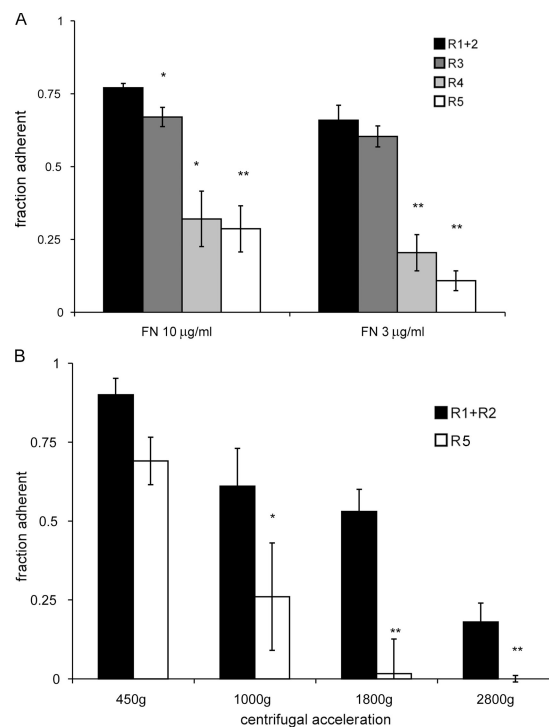 A
1
0.75
0.5
0.25
0
fraction adherent
R1+2
R3
R4
R5
*
*
**
**
**
FN 10 µg/ml
FN 3 µg/ml
B
1
0.75
0.5
0.25
0
fraction adherent
R1+R2
R5
*
**
**
450g
1000g
1800g
2800g
centrifugal acceleration